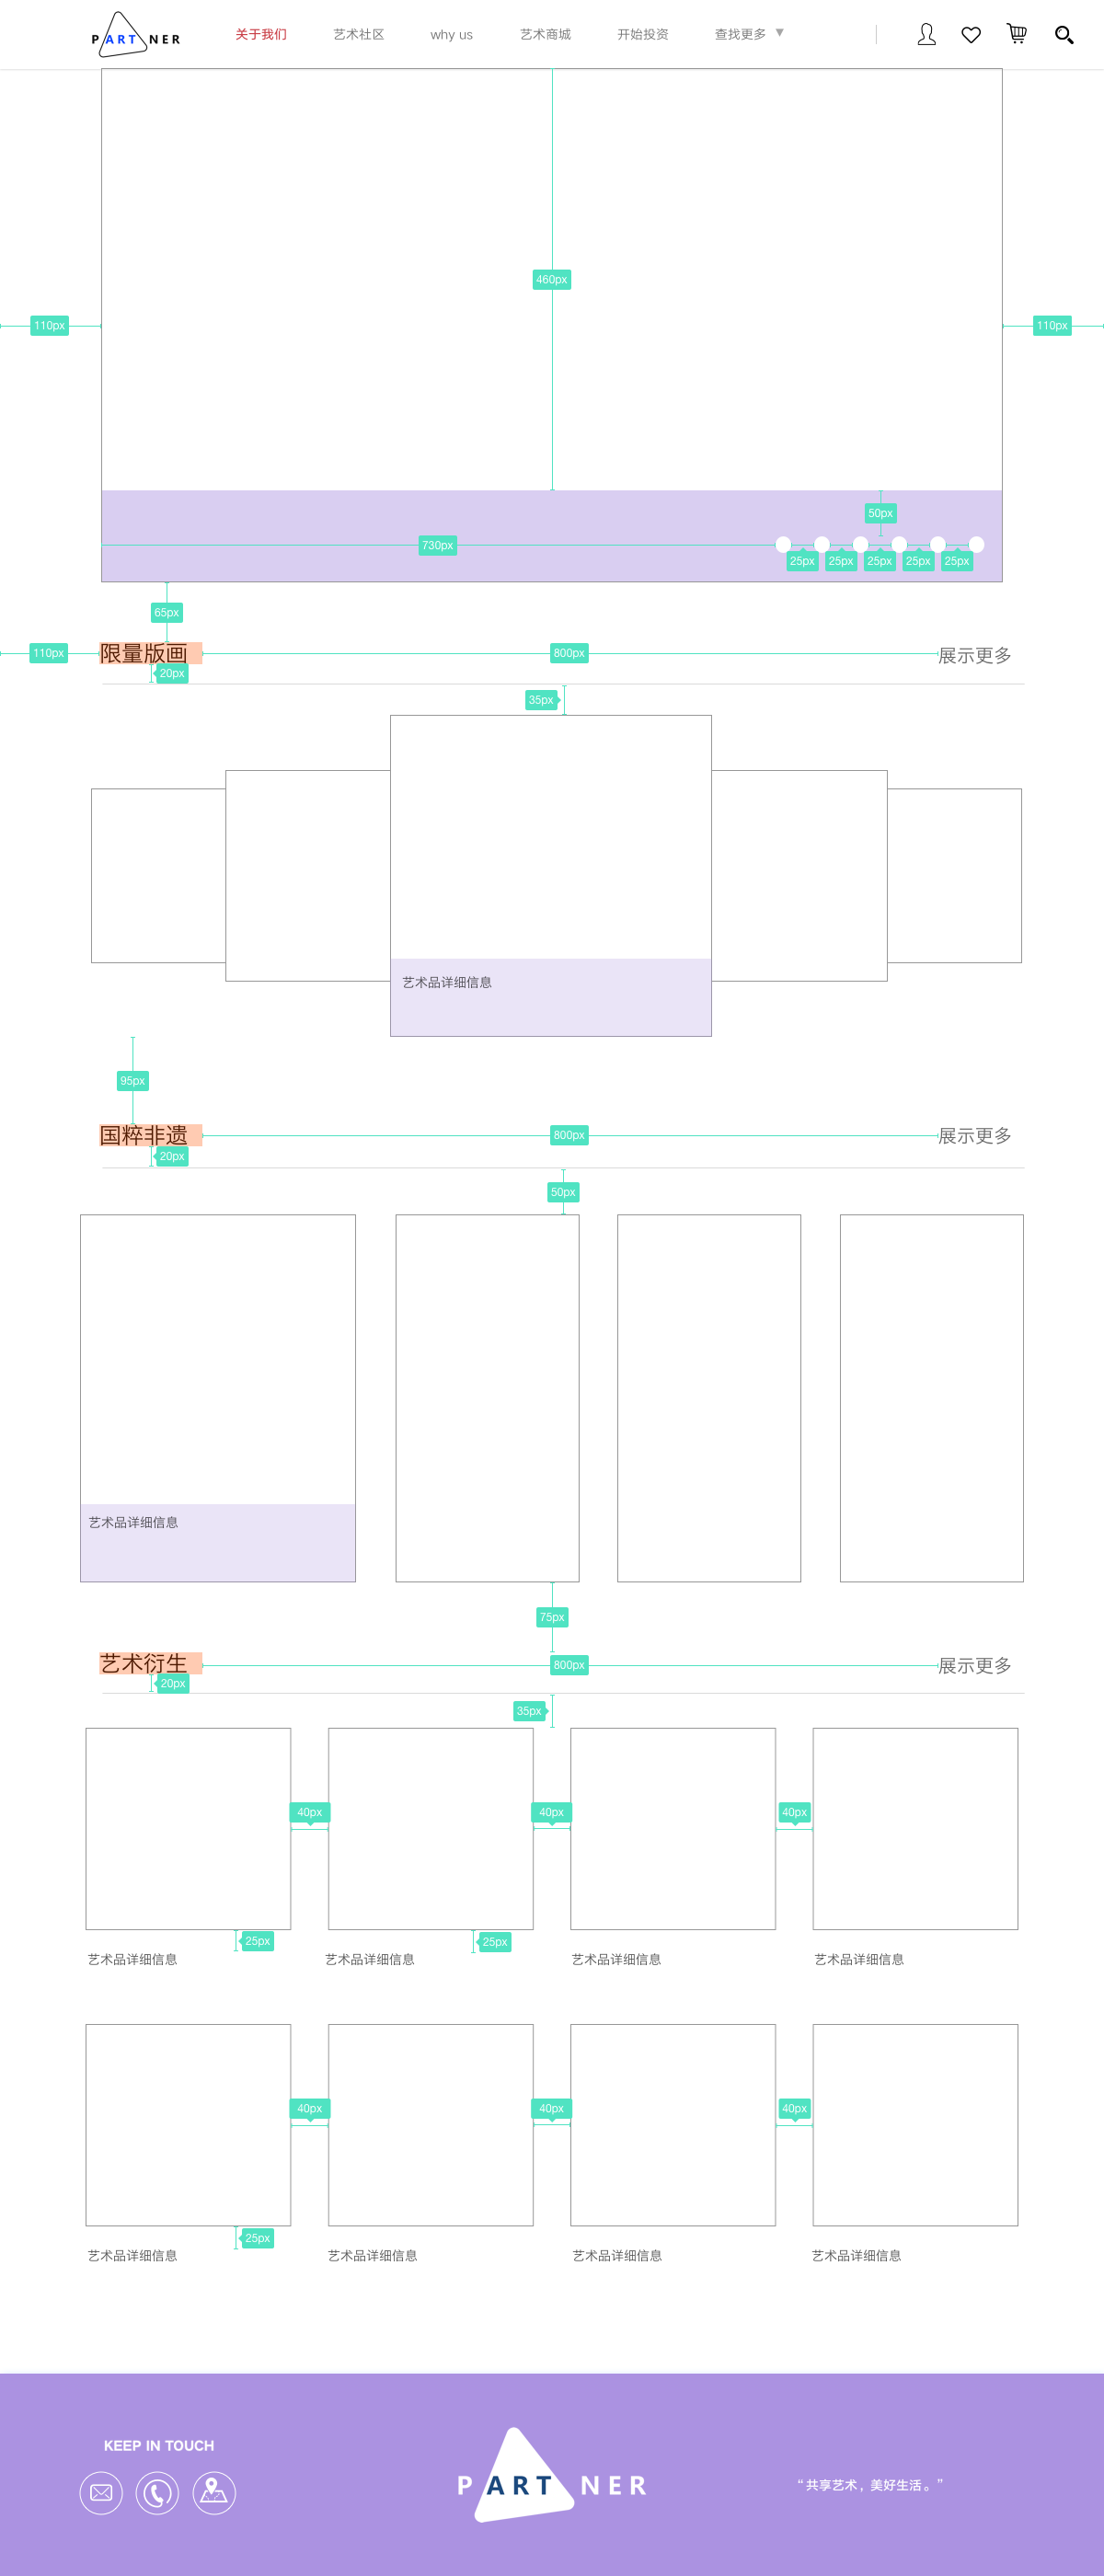 PARTNER 关于我们 艺术社区 why us 艺术商城 开始投资 查找更多 ▼
460px
110px 110px
50px
730px
25px 25px 25px 25px 25px
65px
110px 限量版画 800px 展示更多
20px
35px
艺术品详细信息
95px
国粹非遗 800px 展示更多
20px
50px
艺术品详细信息
75px
艺术衍生 800px 展示更多
20px
35px
40px 40px 40px
25px 25px
艺术品详细信息 艺术品详细信息 艺术品详细信息 艺术品详细信息
40px 40px 40px
25px
艺术品详细信息 艺术品详细信息 艺术品详细信息 艺术品详细信息
KEEP IN TOUCH
PARTNER
“共享艺术，美好生活。”